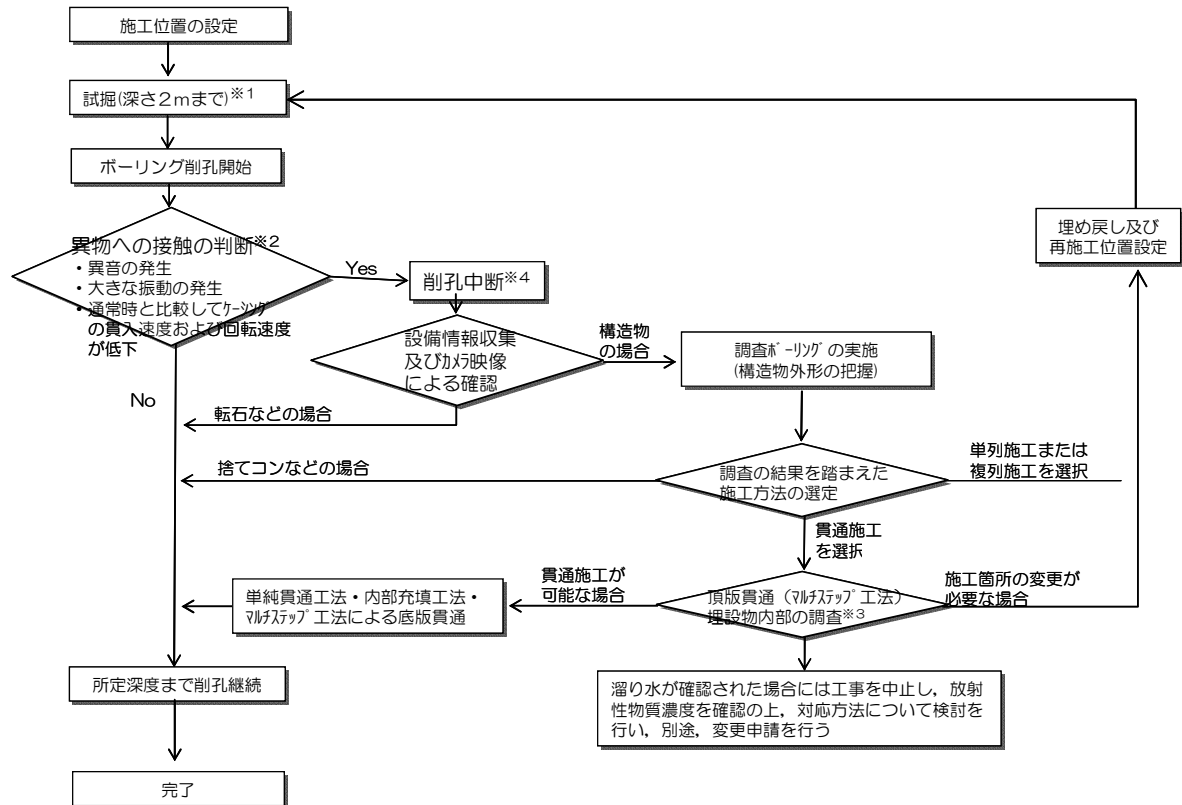 施工位置の設定
試掘(深さ2mまで)※1
ボーリング削孔開始
異物への接触の判断※2
・異音の発生
・大きな振動の発生
・通常時と比較してｹｰｼﾝｸﾞ
の貫入速度および回転速度
が低下
Yes
No
削孔中断※4
設備情報収集
及びｶﾒﾗ映像
による確認
構造物
の場合
転石などの場合
調査ﾎﾞｰﾘﾝｸﾞの実施
(構造物外形の把握)
埋め戻し及び
再施工位置設定
捨てコンなどの場合
調査の結果を踏まえた
施工方法の選定
単列施工または
複列施工を選択
貫通施工
を選択
頂版貫通（ﾏﾙﾁｽﾃｯﾌﾟ工法）
埋設物内部の調査※3
施工箇所の変更が
必要な場合
貫通施工が
可能な場合
単純貫通工法・内部充填工法・
ﾏﾙﾁｽﾃｯﾌﾟ工法による底版貫通
溜り水が確認された場合には工事を中止し，放射
性物質濃度を確認の上，対応方法について検討を
行い，別途，変更申請を行う
所定深度まで削孔継続
完了